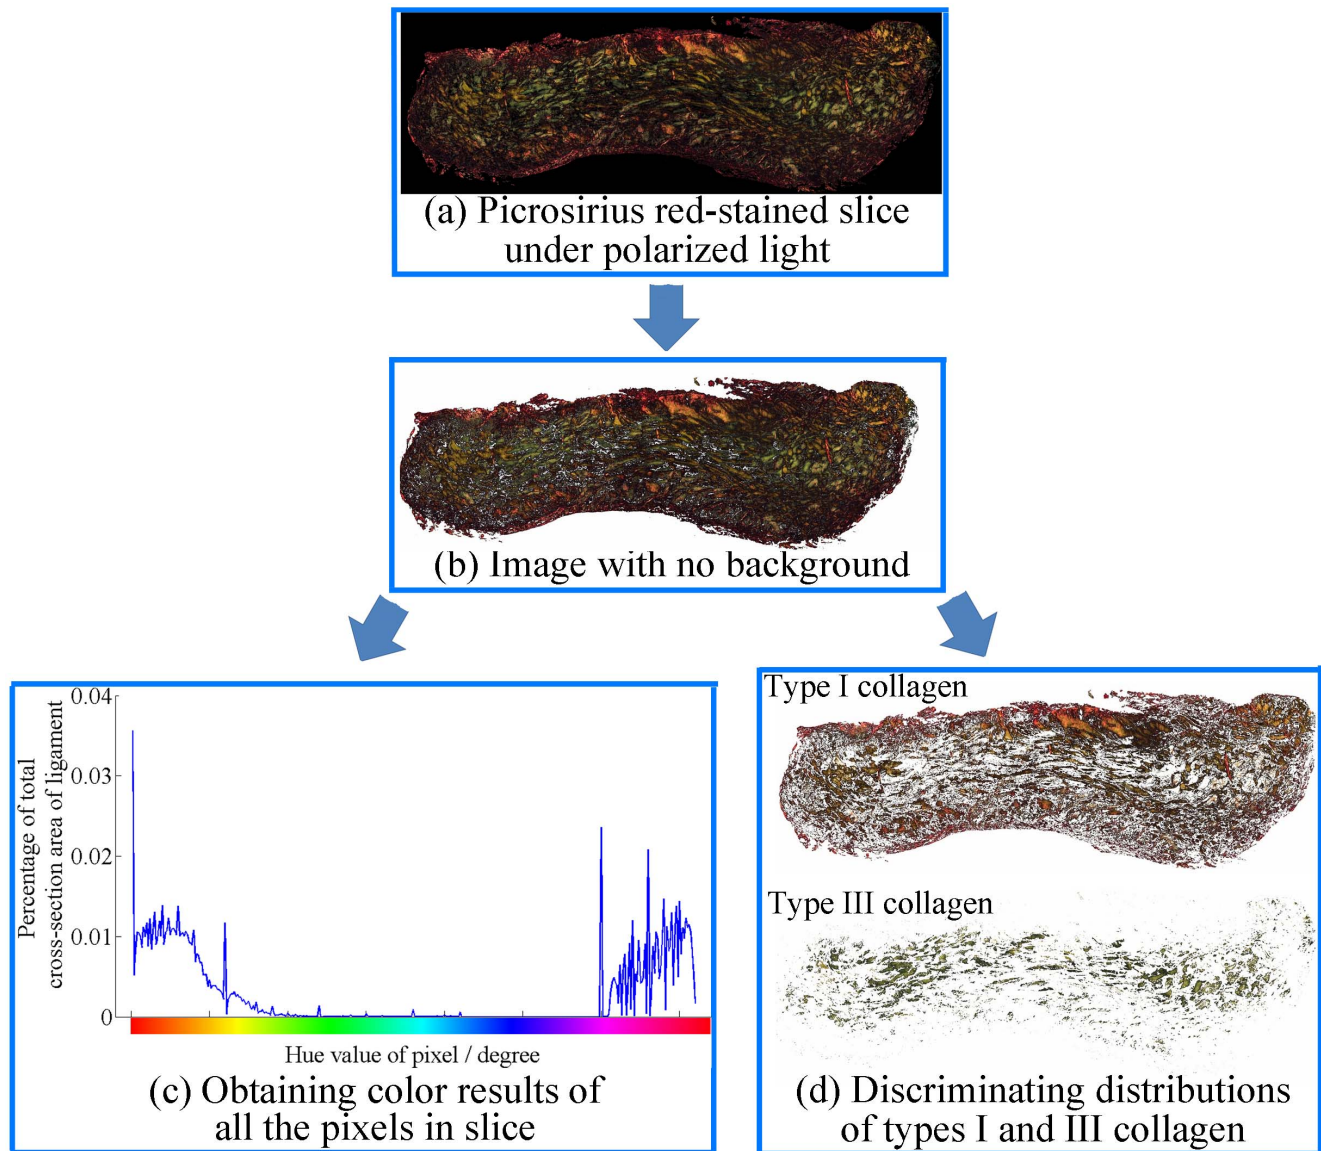 (a) Picrosirius red-stained slice
under polarized light
(b) Image with no background
Percentage of total
cross-section area of ligament
0.04
0.03
0.02
0.01
0
Hue value of pixel / degree
(c) Obtaining color results of
all the pixels in slice
Type I collagen
Type III collagen
(d) Discriminating distributions
of types I and III collagen